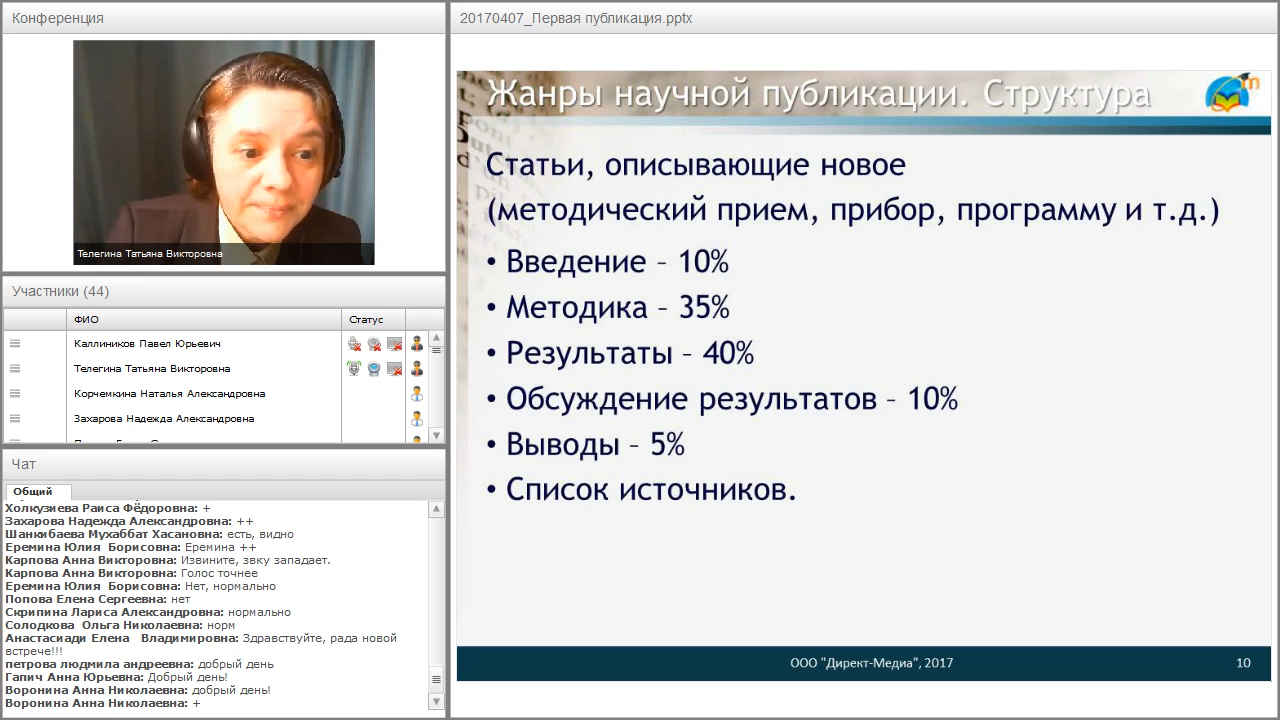 Конференция
Телегина Татьяна Викторовна
Участники (44)
ФИО
Статус
Каллиников Павел Юрьевич
Телегина Татьяна Викторовна
Корчемкина Наталья Александровна
Захарова Надежда Александровна
Чат
Общий
Холкузиева Раиса Фёдоровна: +
Захарова Надежда Александровна: ++
Шанкибаева Мухаббат Хасановна: есть, видно
Еремина Юлия  Борисовна: Еремина ++
Карпова Анна Викторовна: Извините, звку западает.
Карпова Анна Викторовна: Голос точнее
Еремина Юлия  Борисовна: Нет, нормально
Попова Елена Сергеевна: нет
Скрипина Лариса Александровна: нормально
Солодкова  Ольга Николаевна: норм
Анастасиади Елена   Владимировна: Здравствуйте, рада новой
встрече!!!
петрова людмила андреевна: добрый день
Гапич Анна Юрьевна: Добрый день!
Воронина Анна Николаевна: добрый день!
Воронина Анна Николаевна: +
20170407_Первая публикация.pptx
Жанры научной публикации. Структура
Статьи, описывающие новое
(методический прием, прибор, программу и т.д.)
• Введение – 10%
• Методика – 35%
• Результаты – 40%
• Обсуждение результатов – 10%
• Выводы – 5%
• Список источников.
ООО "Директ-Медиа", 2017
10